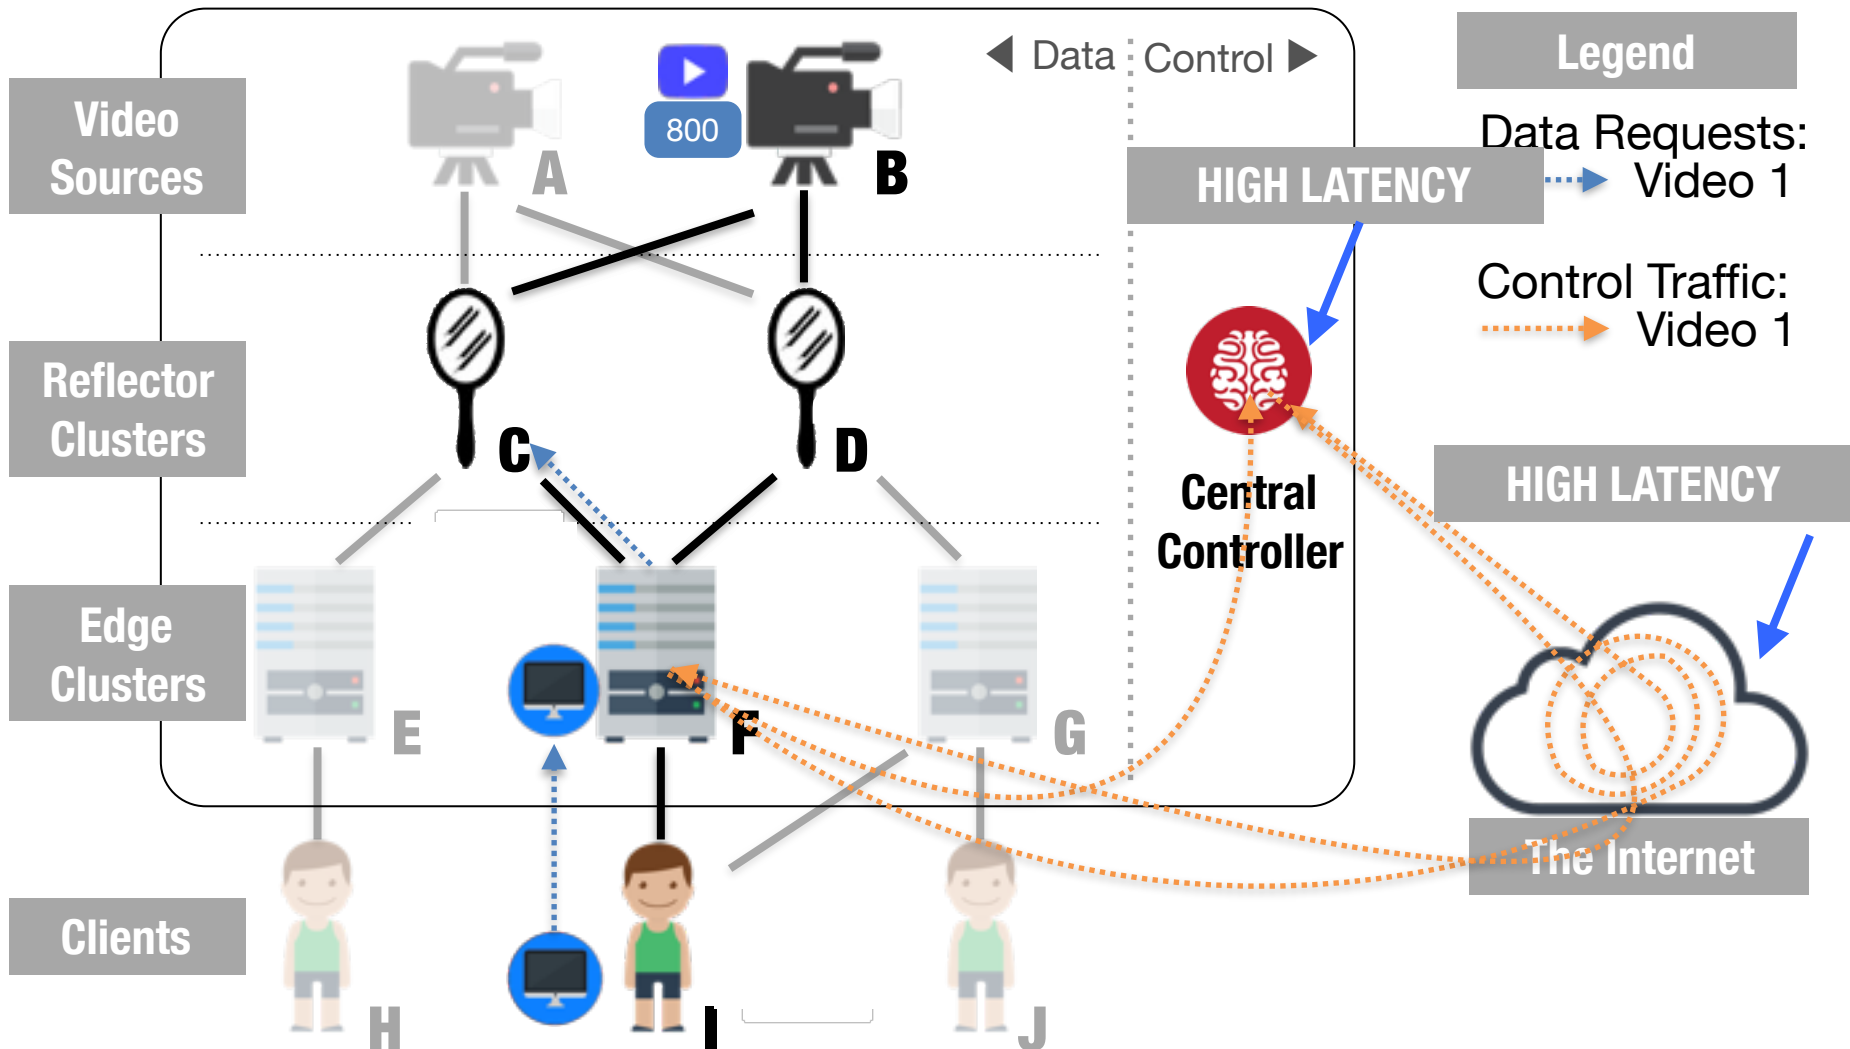 Data
Control
Legend
Video
Sources
800
A
B
Data Requests:
HIGH LATENCY
Video 1
Control Traffic:
Video 1
Reflector
Clusters
C
D
HIGH LATENCY
Central
Controller
Edge
Clusters
E
F
G
The Internet
Clients
H
I
J